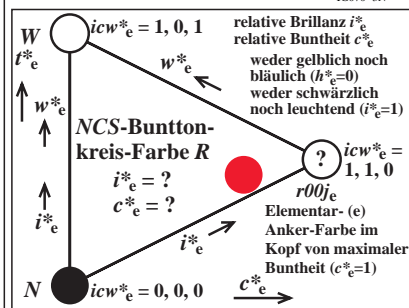 W
t*e
icw*e = 1, 0, 1
relative Brillanz i*e
relative Buntheit c*e
weder gelblich noch
bläulich (h*e=0)
weder schwärzlich
noch leuchtend (i*e=1)
w*e
w*e
NCS-Buntton-
kreis-Farbe R
i*e = ?
c*e = ?
?
icw*e =
1, 1, 0
r00je
i*e
i*e
Elementar- (e)
Anker-Farbe im
Kopf von maximaler
Buntheit (c*e=1)
N
icw*e = 0, 0, 0
c*e